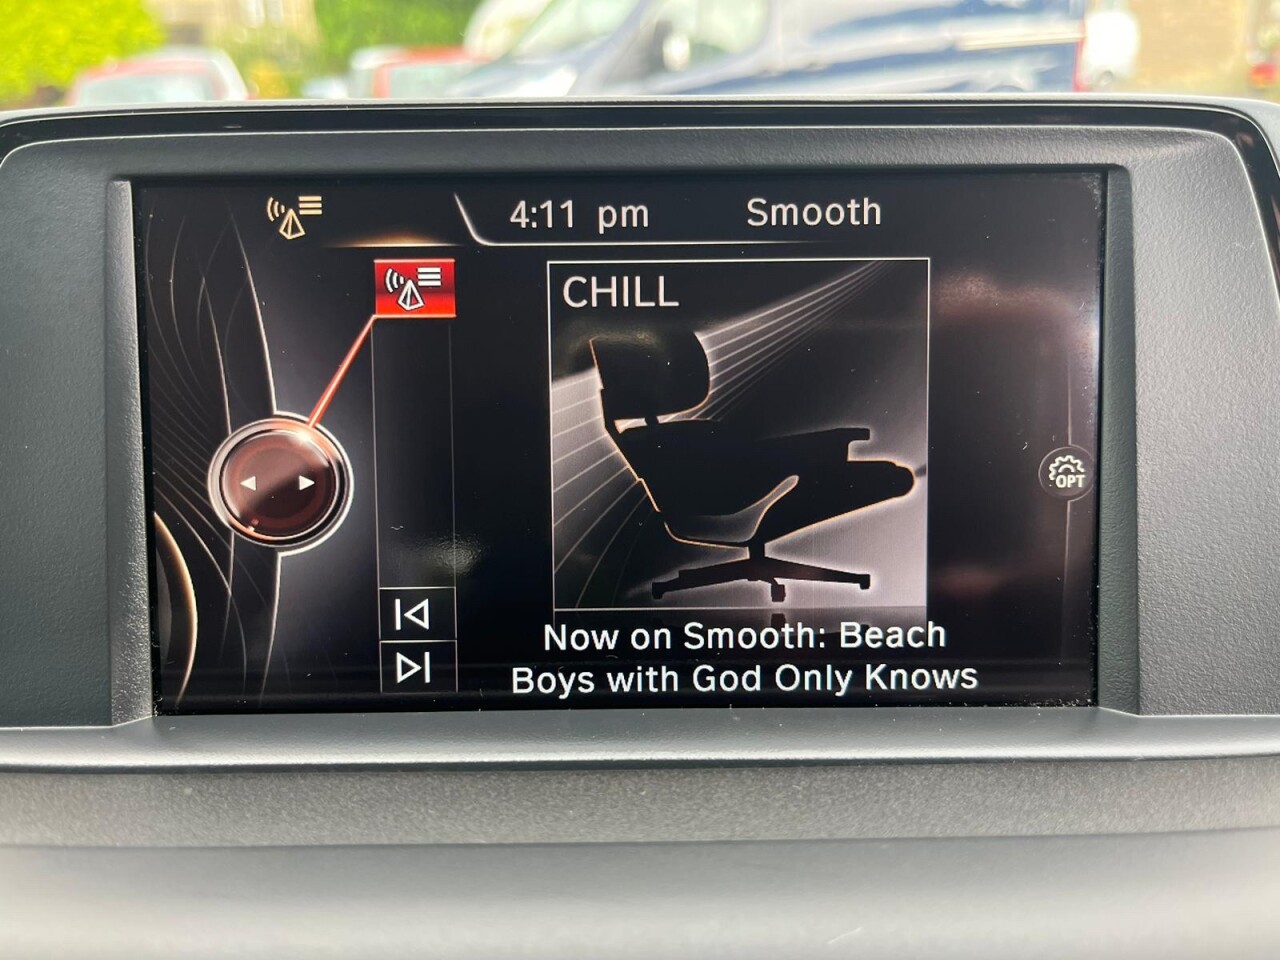 4:11 pm
Smooth
CHILL
OPT
Now on Smooth: Beach
Boys with God Only Knows